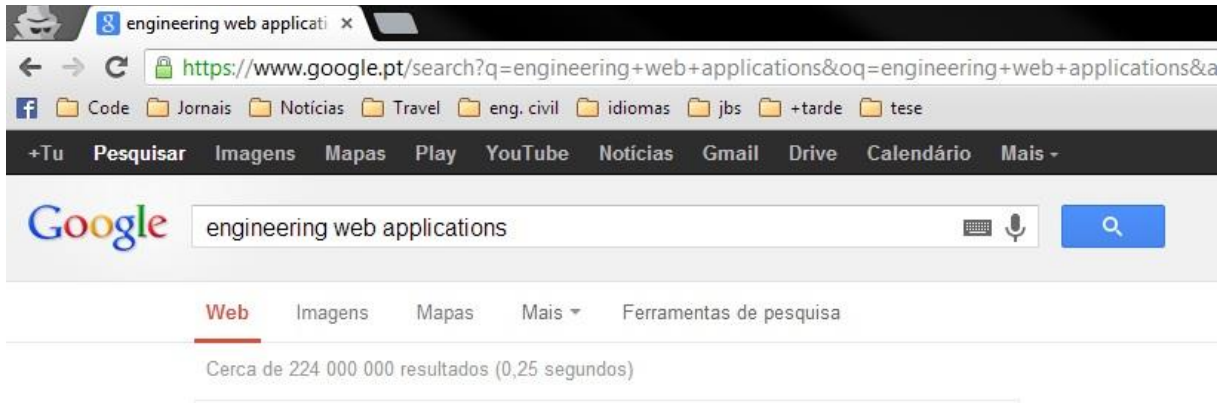 8 engineering web applicati ×
https://www.google.pt/search?q=engineering+web+applications&oq=engineering+web+applications&a
f Code Jornais Notícias Travel eng. civil idiomas jbs +tarde tese
+Tu Pesquisar Imagens Mapas Play YouTube Notícias Gmail Drive Calendário Mais
Google engineering web applications
Web Imagens Mapas Mais Ferramentas de pesquisa
Cerca de 224 000 000 resultados (0,25 segundos)